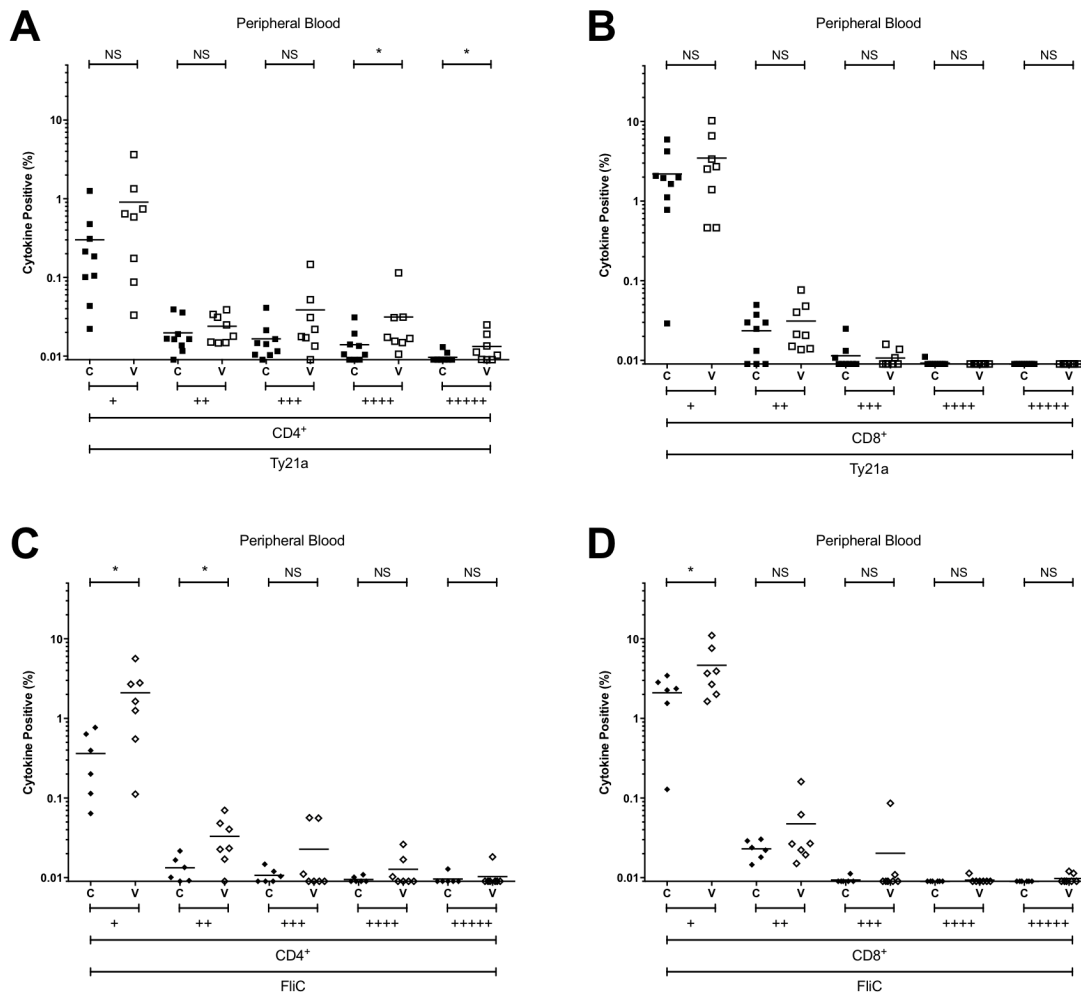 A
Peripheral Blood
NS NS NS * *
Cytokine Positive (%)
10
1
0.1
0.01
C V C V C V C V C V
+ ++ +++ ++++ +++++
CD4+
Ty21a
B
Peripheral Blood
NS NS NS NS NS
Cytokine Positive (%)
10
1
0.1
0.01
C V C V C V C V C V
+ ++ +++ ++++ +++++
CD8+
Ty21a
C
Peripheral Blood
* * NS NS NS
Cytokine Positive (%)
10
1
0.1
0.01
C V C V C V C V C V
+ ++ +++ ++++ +++++
CD4+
FliC
D
Peripheral Blood
* NS NS NS NS
Cytokine Positive (%)
10
1
0.1
0.01
C V C V C V C V C V
+ ++ +++ ++++ +++++
CD8+
FliC